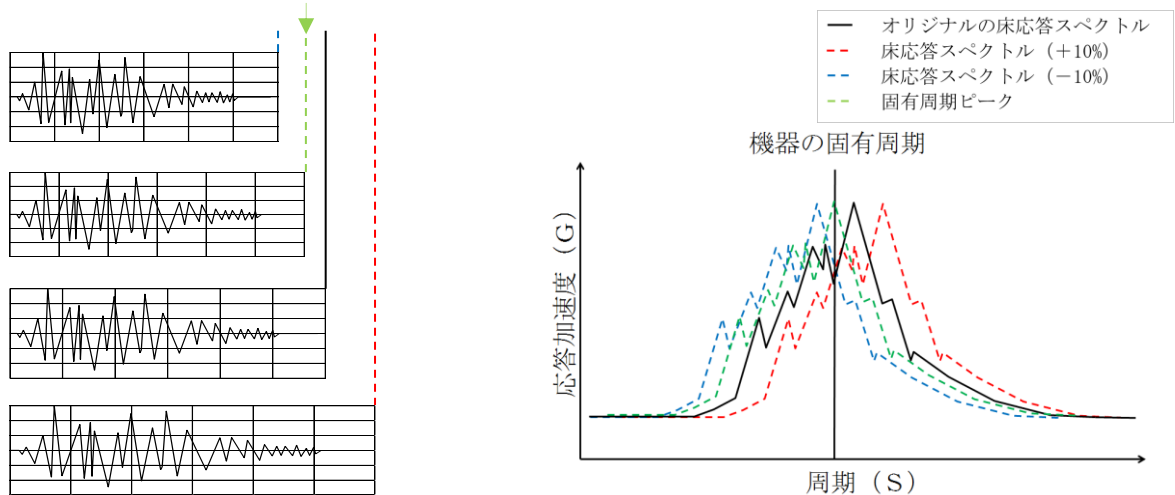 オリジナルの床応答スペクトル
床応答スペクトル（＋10%）
床応答スペクトル（－10%）
固有周期ピーク
機器の固有周期
応答加速度（G）
周期（S）